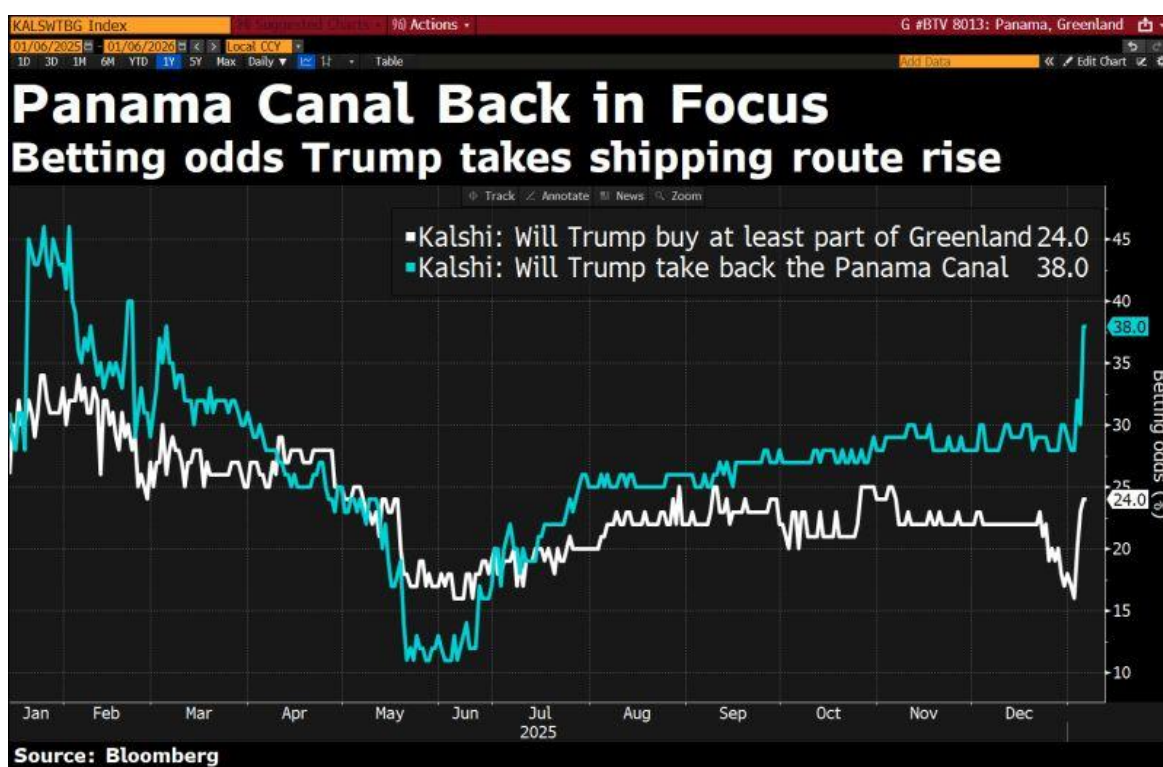 KALSWTBG Index
96) Actions
G #BTV 8013: Panama, Greenland
01/06/2025 - 01/06/2026 Local CCY
1D 3D 1M 6M YTD 1Y 5Y Max Daily ▼ Table Add Data « Edit Chart
Panama Canal Back in Focus
Betting odds Trump takes shipping route rise
Track Annotate News Zoom
Kalshi: Will Trump buy at least part of Greenland 24.0
Kalshi: Will Trump take back the Panama Canal 38.0
45
40
38.0
35
30
25
24.0
20
15
10
Betting odds (%)
Jan Feb Mar Apr May Jun Jul Aug Sep Oct Nov Dec
2025
Source: Bloomberg